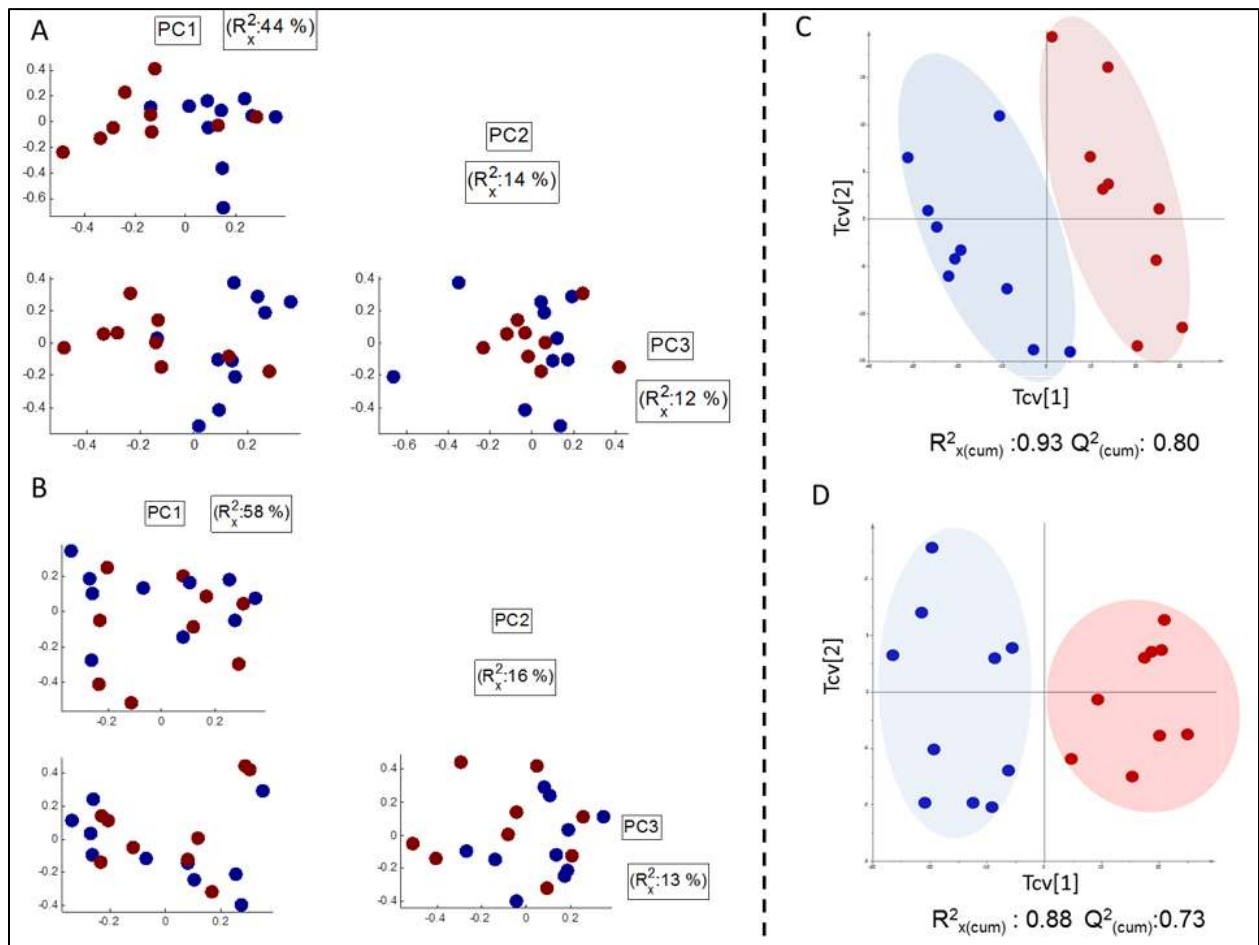 A
PC1
(R²x:44 %)
0.4
0.2
0
-0.2
-0.4
-0.6
-0.4 -0.2 0 0.2
PC2
(R²x:14 %)
0.4
0.2
0
-0.2
-0.4
-0.4 -0.2 0 0.2
0.4
0.2
0
-0.2
-0.4
-0.6 -0.4 -0.2 0 0.2 0.4
PC3
(R²x:12 %)
B
PC1
(R²x:58 %)
0.4
0.2
0
-0.2
-0.4
-0.2 0 0.2
PC2
(R²x:16 %)
0.4
0.2
0
-0.2
-0.4
-0.2 0 0.2
0.4
0.2
0
-0.2
-0.4
-0.4 -0.2 0 0.2
PC3
(R²x:13 %)
C
Tcv[2]
Tcv[1]
R²x(cum) :0.93 Q²(cum): 0.80
D
Tcv[2]
Tcv[1]
R²x(cum) : 0.88 Q²(cum):0.73